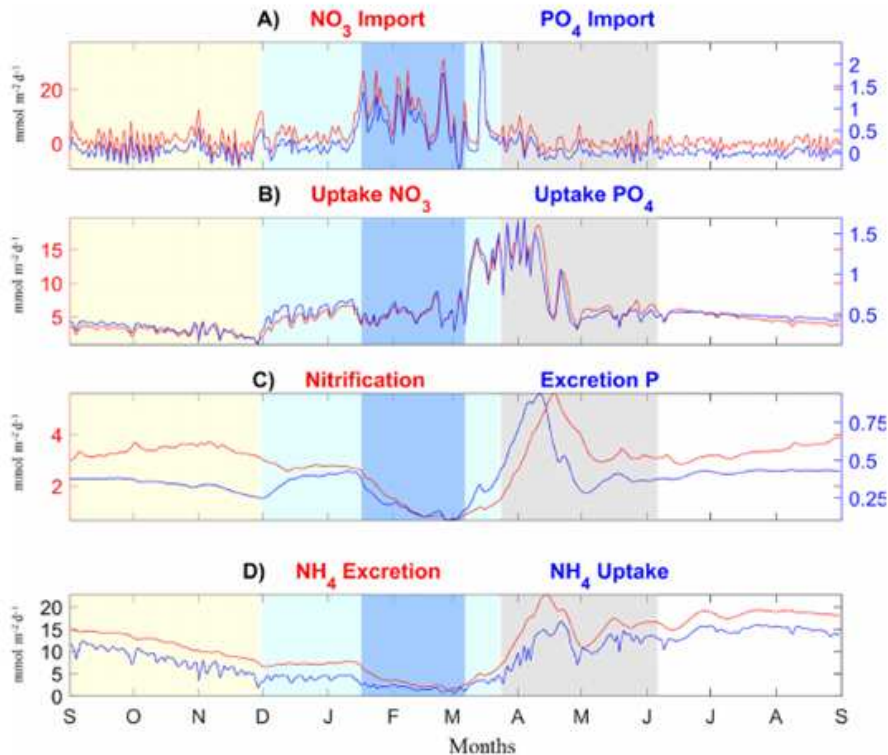 A) NO3 Import PO4 Import
mmol m-2 d-1
20
0
2
1.5
1
0.5
0
B) Uptake NO3 Uptake PO4
mmol m-2 d-1
15
10
5
1.5
1
0.5
C) Nitrification Excretion P
mmol m-2 d-1
4
2
0.75
0.5
0.25
D) NH4 Excretion NH4 Uptake
mmol m-2 d-1
20
15
10
5
0
S O N D J F M A M J J A S
Months